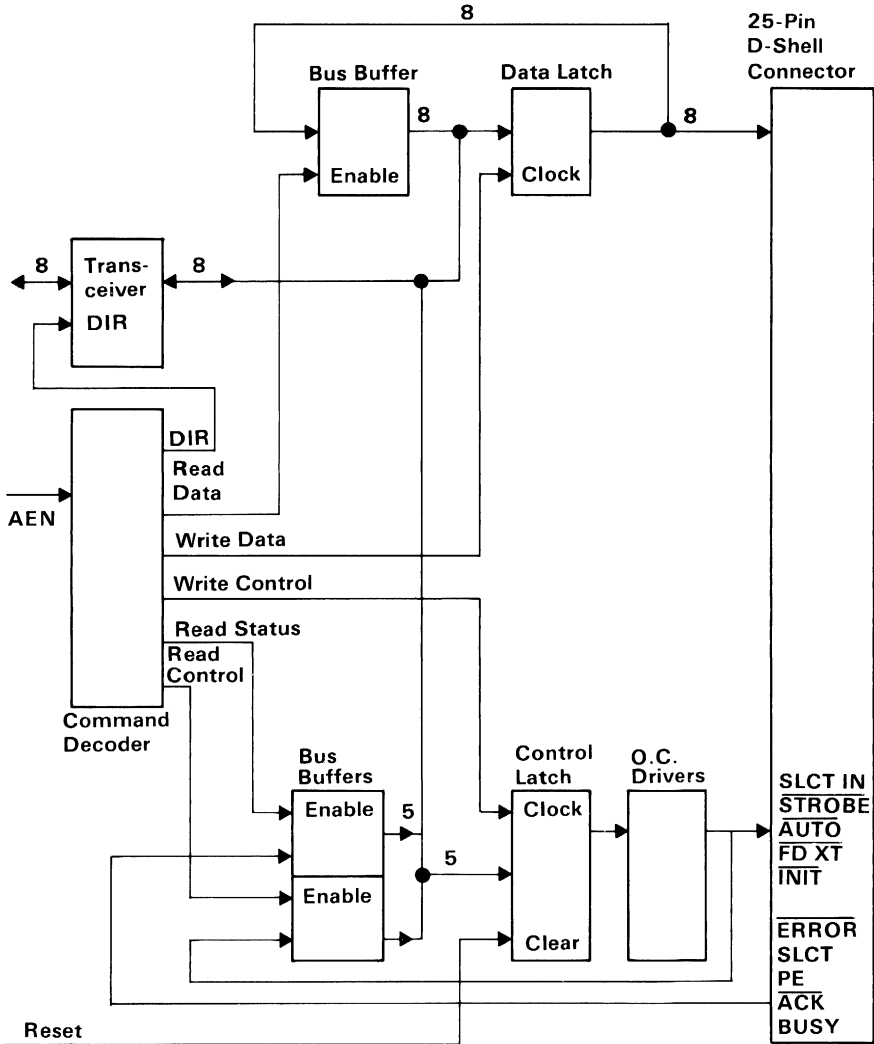 8
25-Pin
D-Shell
Connector
Bus Buffer
Data Latch
8
8
Enable
Clock
8
Trans-
ceiver
8
DIR
DIR
Read
Data
AEN
Write Data
Write Control
Read Status
Read
Control
Command
Decoder
Bus
Buffers
Control
Latch
O.C.
Drivers
Enable
5
Clock
SLCT IN
STROBE
AUTO
FD XT
INIT
5
Enable
Clear
ERROR
SLCT
PE
ACK
BUSY
Reset